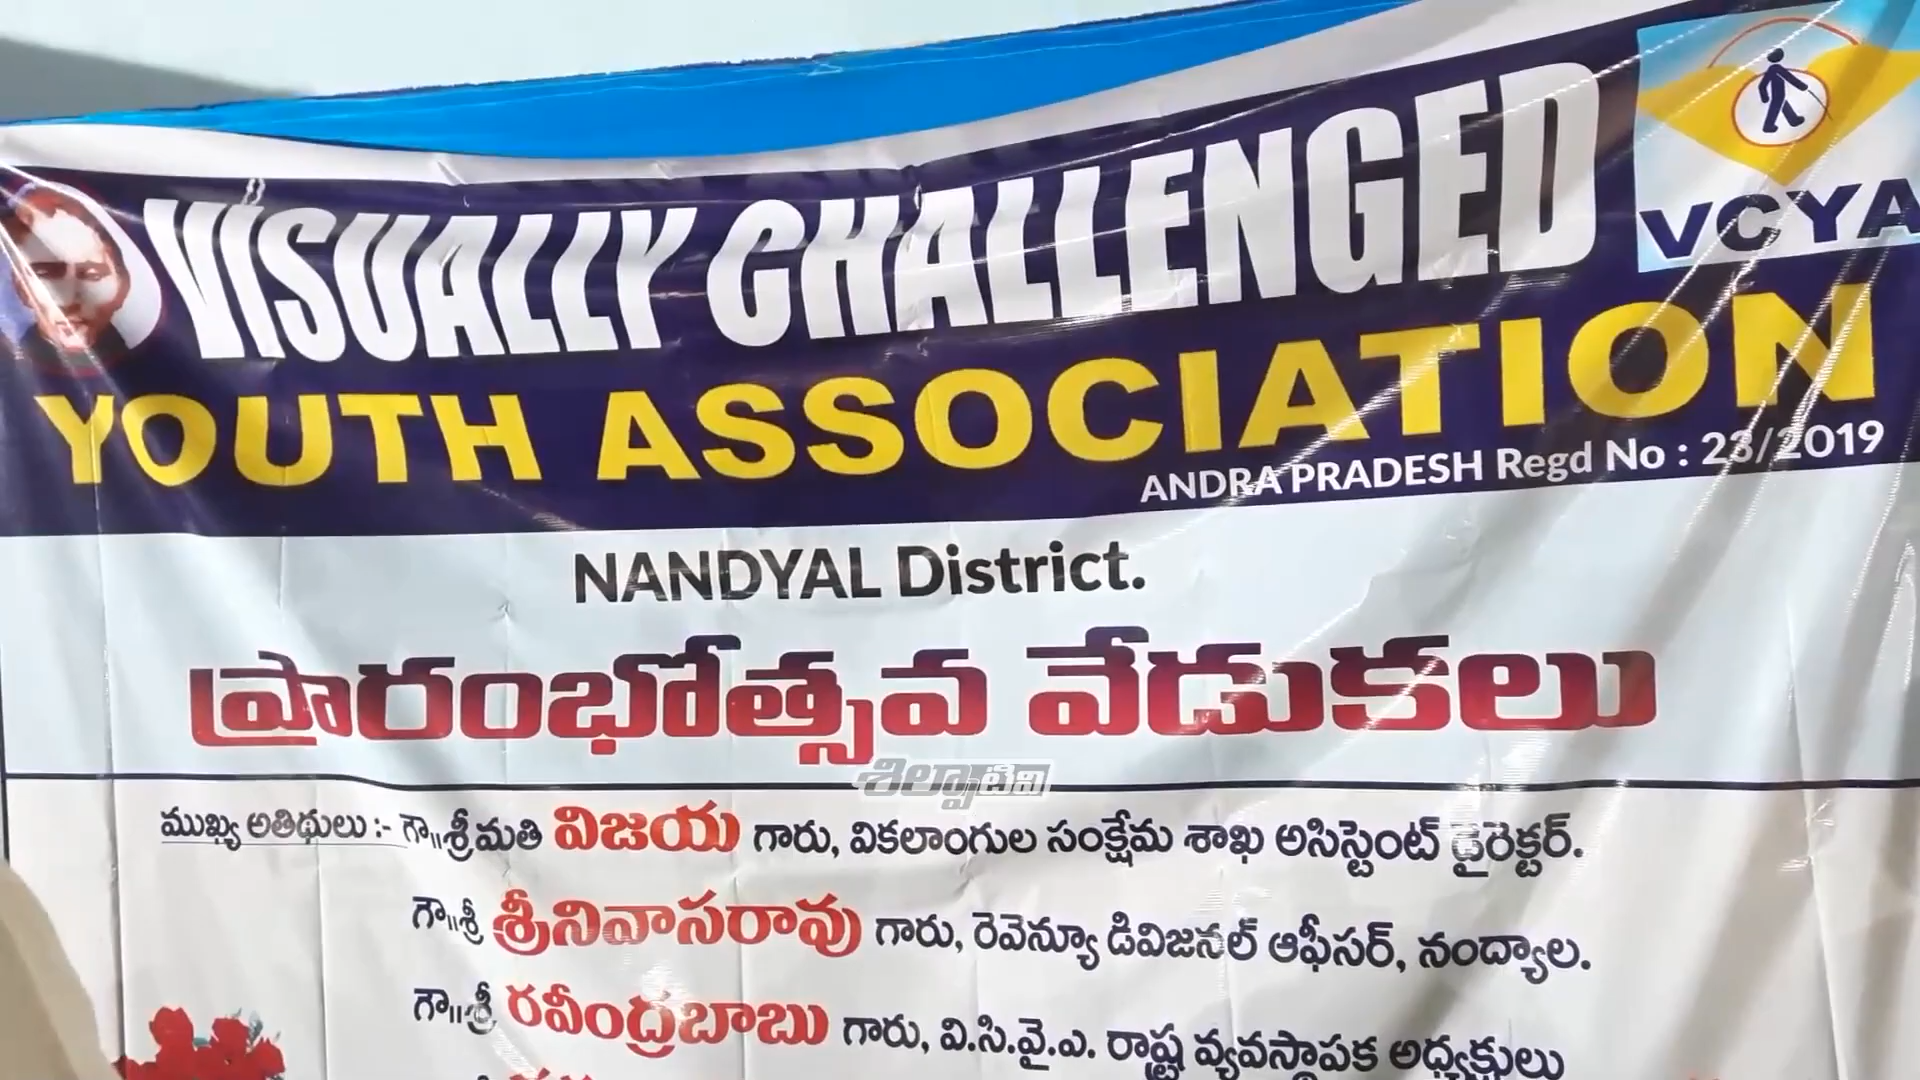 VISUALLY CHALLENGED
VCYA
YOUTH ASSOCIATION
ANDRA PRADESH Regd No : 23/2019
NANDYAL District.
ప్రారంభోత్సవ వేడుకలు
శిల్పాటివి
ముఖ్య అతిథులు :- గౌ॥శ్రీమతి విజయ గారు, వికలాంగుల సంక్షేమ శాఖ అసిస్టెంట్ డైరెక్టర్.
గౌ॥శ్రీ శ్రీనివాసరావు గారు, రెవెన్యూ డివిజనల్ ఆఫీసర్, నంద్యాల.
గౌ॥శ్రీ రవీంద్రబాబు గారు, వి.సి.వై.ఎ. రాష్ట్ర వ్యవస్థాపక అధ్యక్షులు